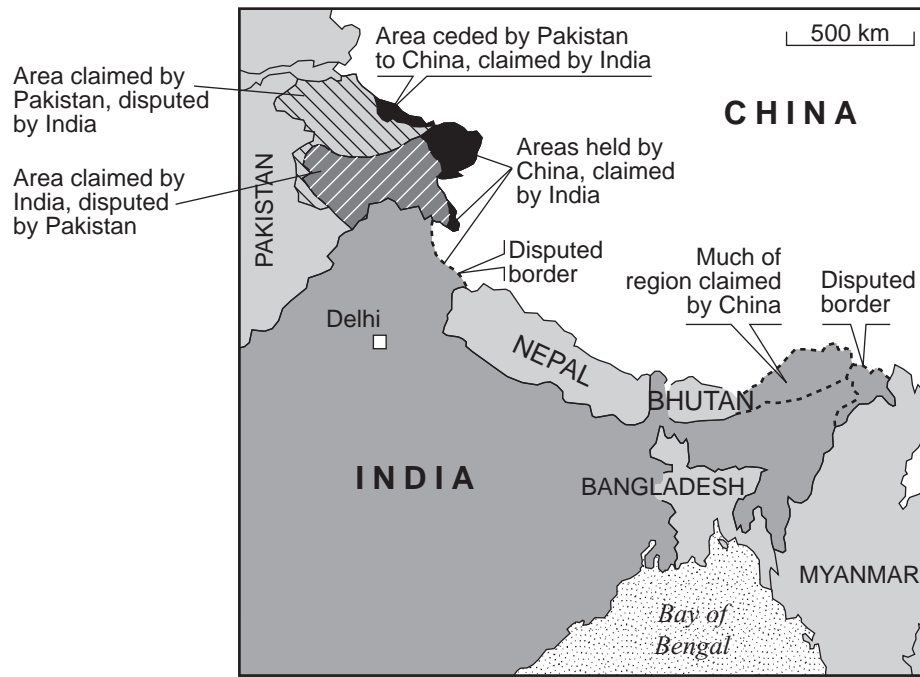 Area ceded by Pakistan
to China, claimed by India
500 km
Area claimed by
Pakistan, disputed
by India
CHINA
Areas held by
China, claimed
by India
Area claimed by
India, disputed
by Pakistan
PAKISTAN
Disputed
border
Much of
region claimed
by China
Disputed
border
Delhi
NEPAL
BHUTAN
INDIA
BANGLADESH
MYANMAR
Bay of
Bengal